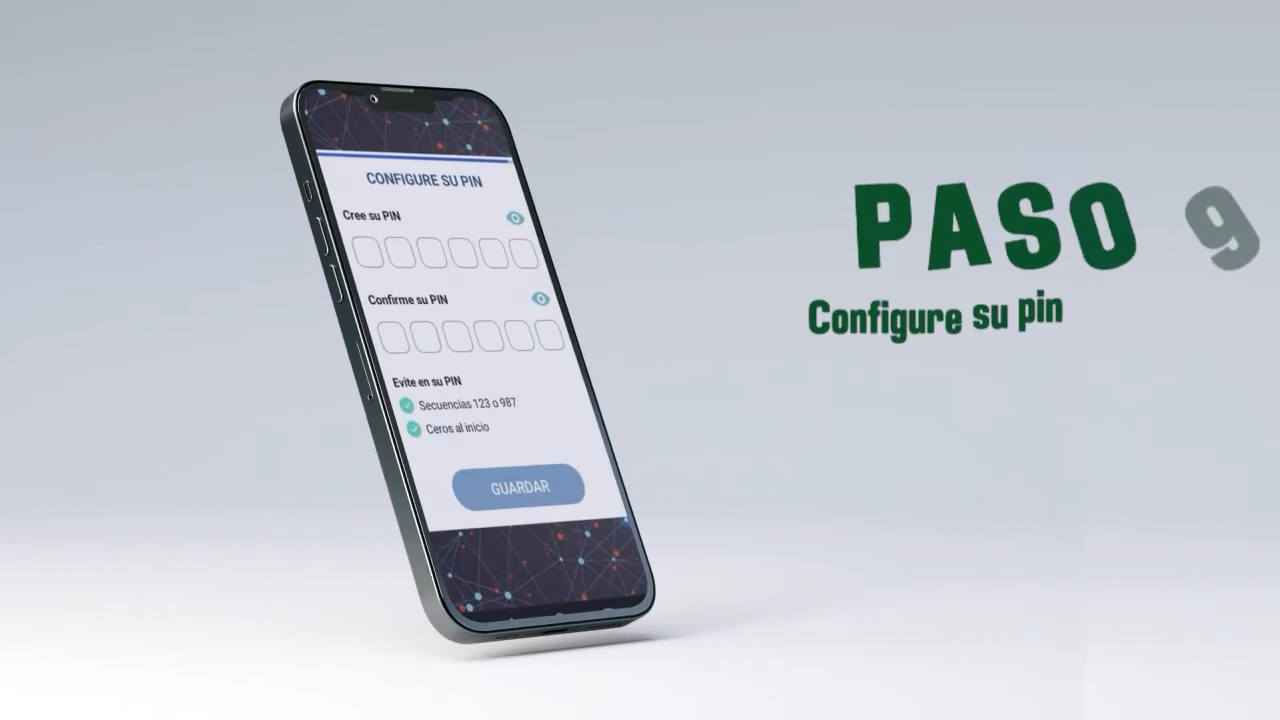 CONFIGURE SU PIN
Cree su PIN
Confirme su PIN
Evite en su PIN
Secuencias 123 o 987
Ceros al inicio
GUARDAR
PASO 9
Configure su pin